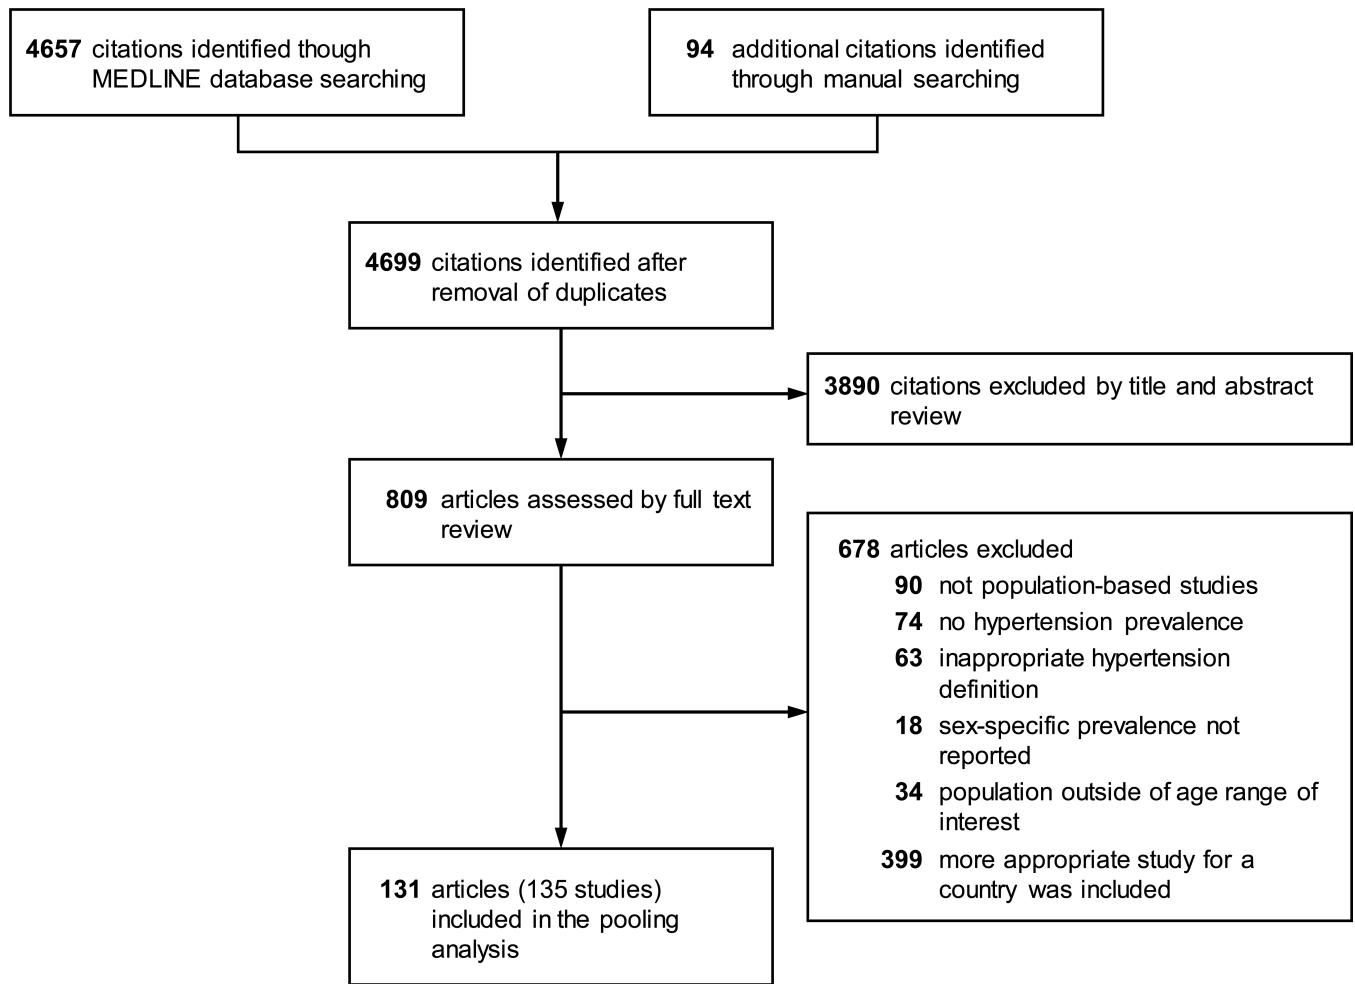 4657 citations identified though
MEDLINE database searching
94 additional citations identified
through manual searching
4699 citations identified after
removal of duplicates
3890 citations excluded by title and abstract
review
809 articles assessed by full text
review
678 articles excluded
90 not population-based studies
74 no hypertension prevalence
63 inappropriate hypertension
definition
18 sex-specific prevalence not
reported
34 population outside of age range of
interest
399 more appropriate study for a
country was included
131 articles (135 studies)
included in the pooling
analysis